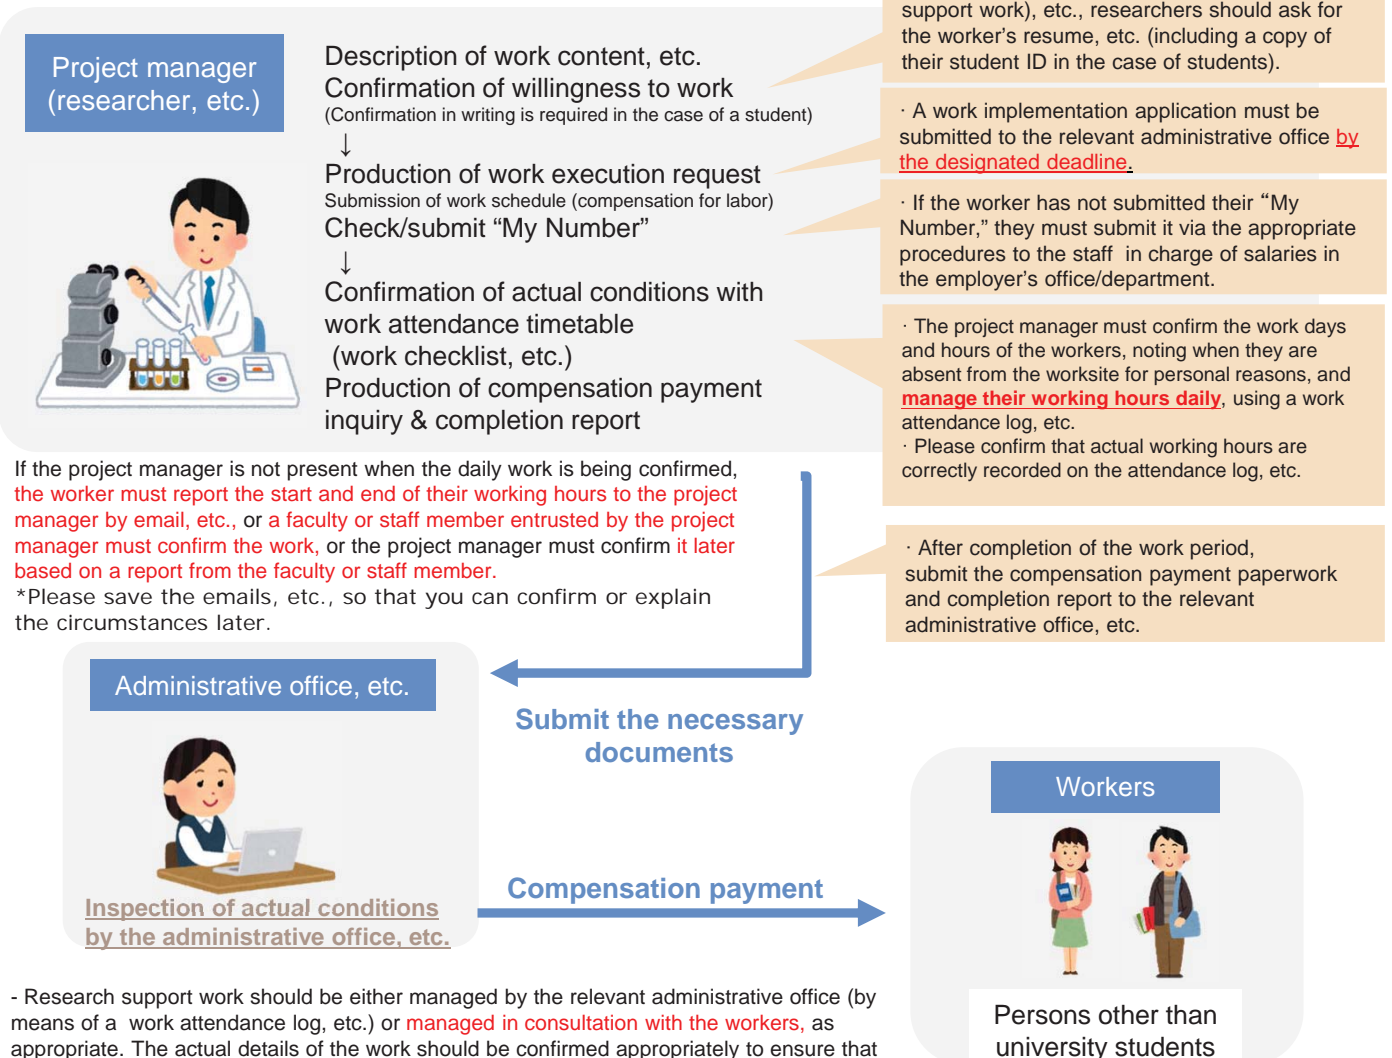 support work), etc., researchers should ask for
the worker's resume, etc. (including a copy of
their student ID in the case of students).
Project manager
(researcher, etc.)
Description of work content, etc.
Confirmation of willingness to work
(Confirmation in writing is required in the case of a student)
↓
Production of work execution request
Submission of work schedule (compensation for labor)
Check/submit “My Number”
↓
Confirmation of actual conditions with
work attendance timetable
(work checklist, etc.)
Production of compensation payment
inquiry & completion report
· A work implementation application must be
submitted to the relevant administrative office by
the designated deadline.
· If the worker has not submitted their “My
Number,” they must submit it via the appropriate
procedures to the staff in charge of salaries in
the employer's office/department.
· The project manager must confirm the work days
and hours of the workers, noting when they are
absent from the worksite for personal reasons, and
manage their working hours daily, using a work
attendance log, etc.
· Please confirm that actual working hours are
correctly recorded on the attendance log, etc.
If the project manager is not present when the daily work is being confirmed,
the worker must report the start and end of their working hours to the project
manager by email, etc., or a faculty or staff member entrusted by the project
manager must confirm the work, or the project manager must confirm it later
based on a report from the faculty or staff member.
*Please save the emails, etc., so that you can confirm or explain
the circumstances later.
· After completion of the work period,
submit the compensation payment paperwork
and completion report to the relevant
administrative office, etc.
Administrative office, etc.
Submit the necessary
documents
Inspection of actual conditions
by the administrative office, etc.
Compensation payment
Workers
Persons other than
university students
- Research support work should be either managed by the relevant administrative office (by
means of a work attendance log, etc.) or managed in consultation with the workers, as
appropriate. The actual details of the work should be confirmed appropriately to ensure that